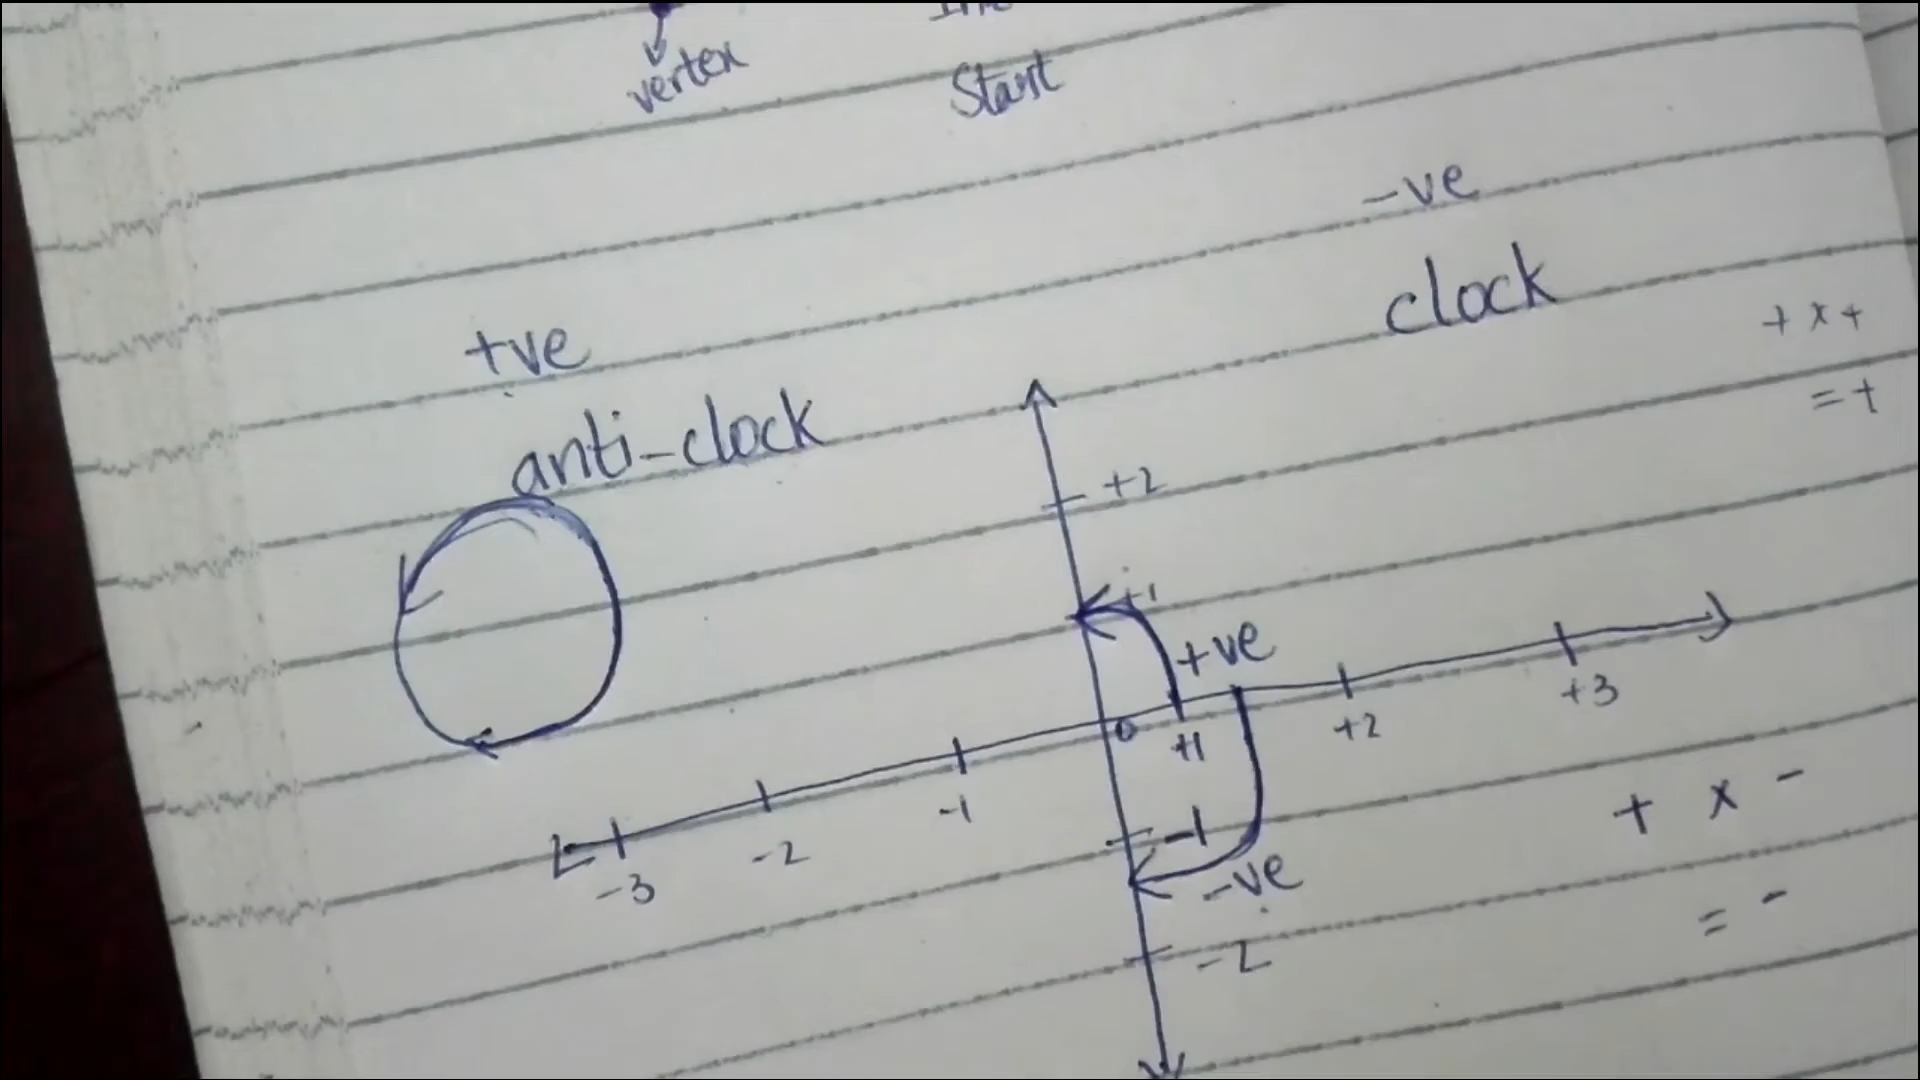 vertex
Start
-ve
clock
+ x +
= +
+ve
anti-clock
+2
+1
+ve
+3
+2
+1
0
-1
-2
-3
-1
-ve
-2
+ x -
= -